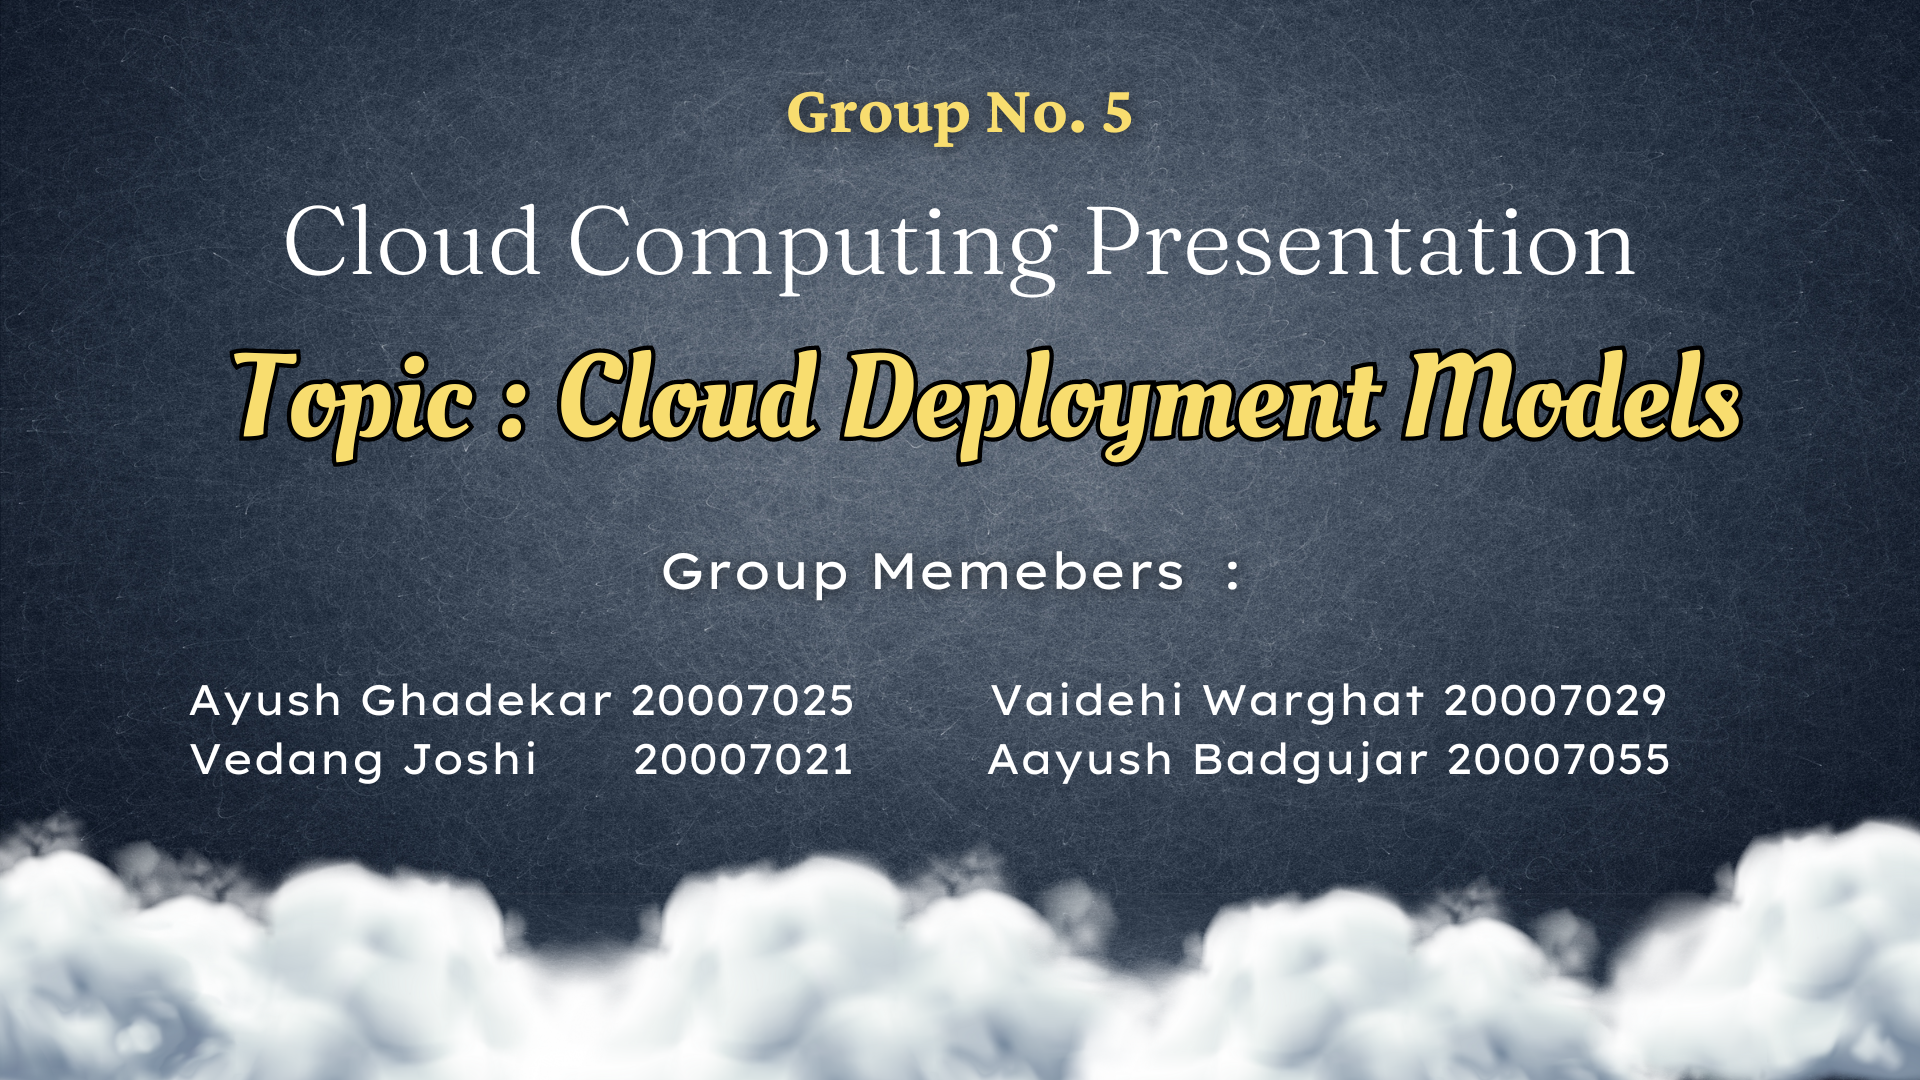 Group No. 5
Cloud Computing Presentation
Topic : Cloud Deployment Models
Group Memebers :
Ayush Ghadekar 20007025
Vedang Joshi 20007021
Vaidehi Warghat 20007029
Aayush Badgujar 20007055